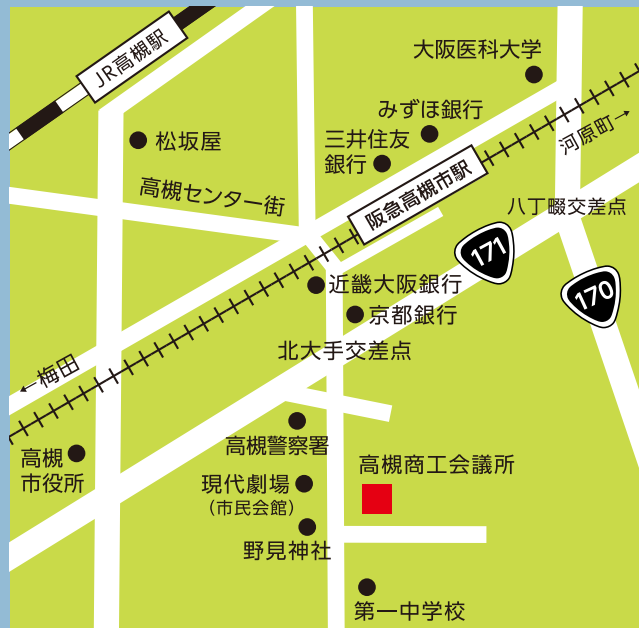 JR高槻駅
大阪医科大学
みずほ銀行
松坂屋
三井住友
銀行
河原町→
高槻センター街
阪急高槻市駅
八丁畷交差点
171
170
近畿大阪銀行
京都銀行
北大手交差点
←梅田
高槻警察署
高槻
市役所
高槻商工会議所
現代劇場
(市民会館)
野見神社
第一中学校